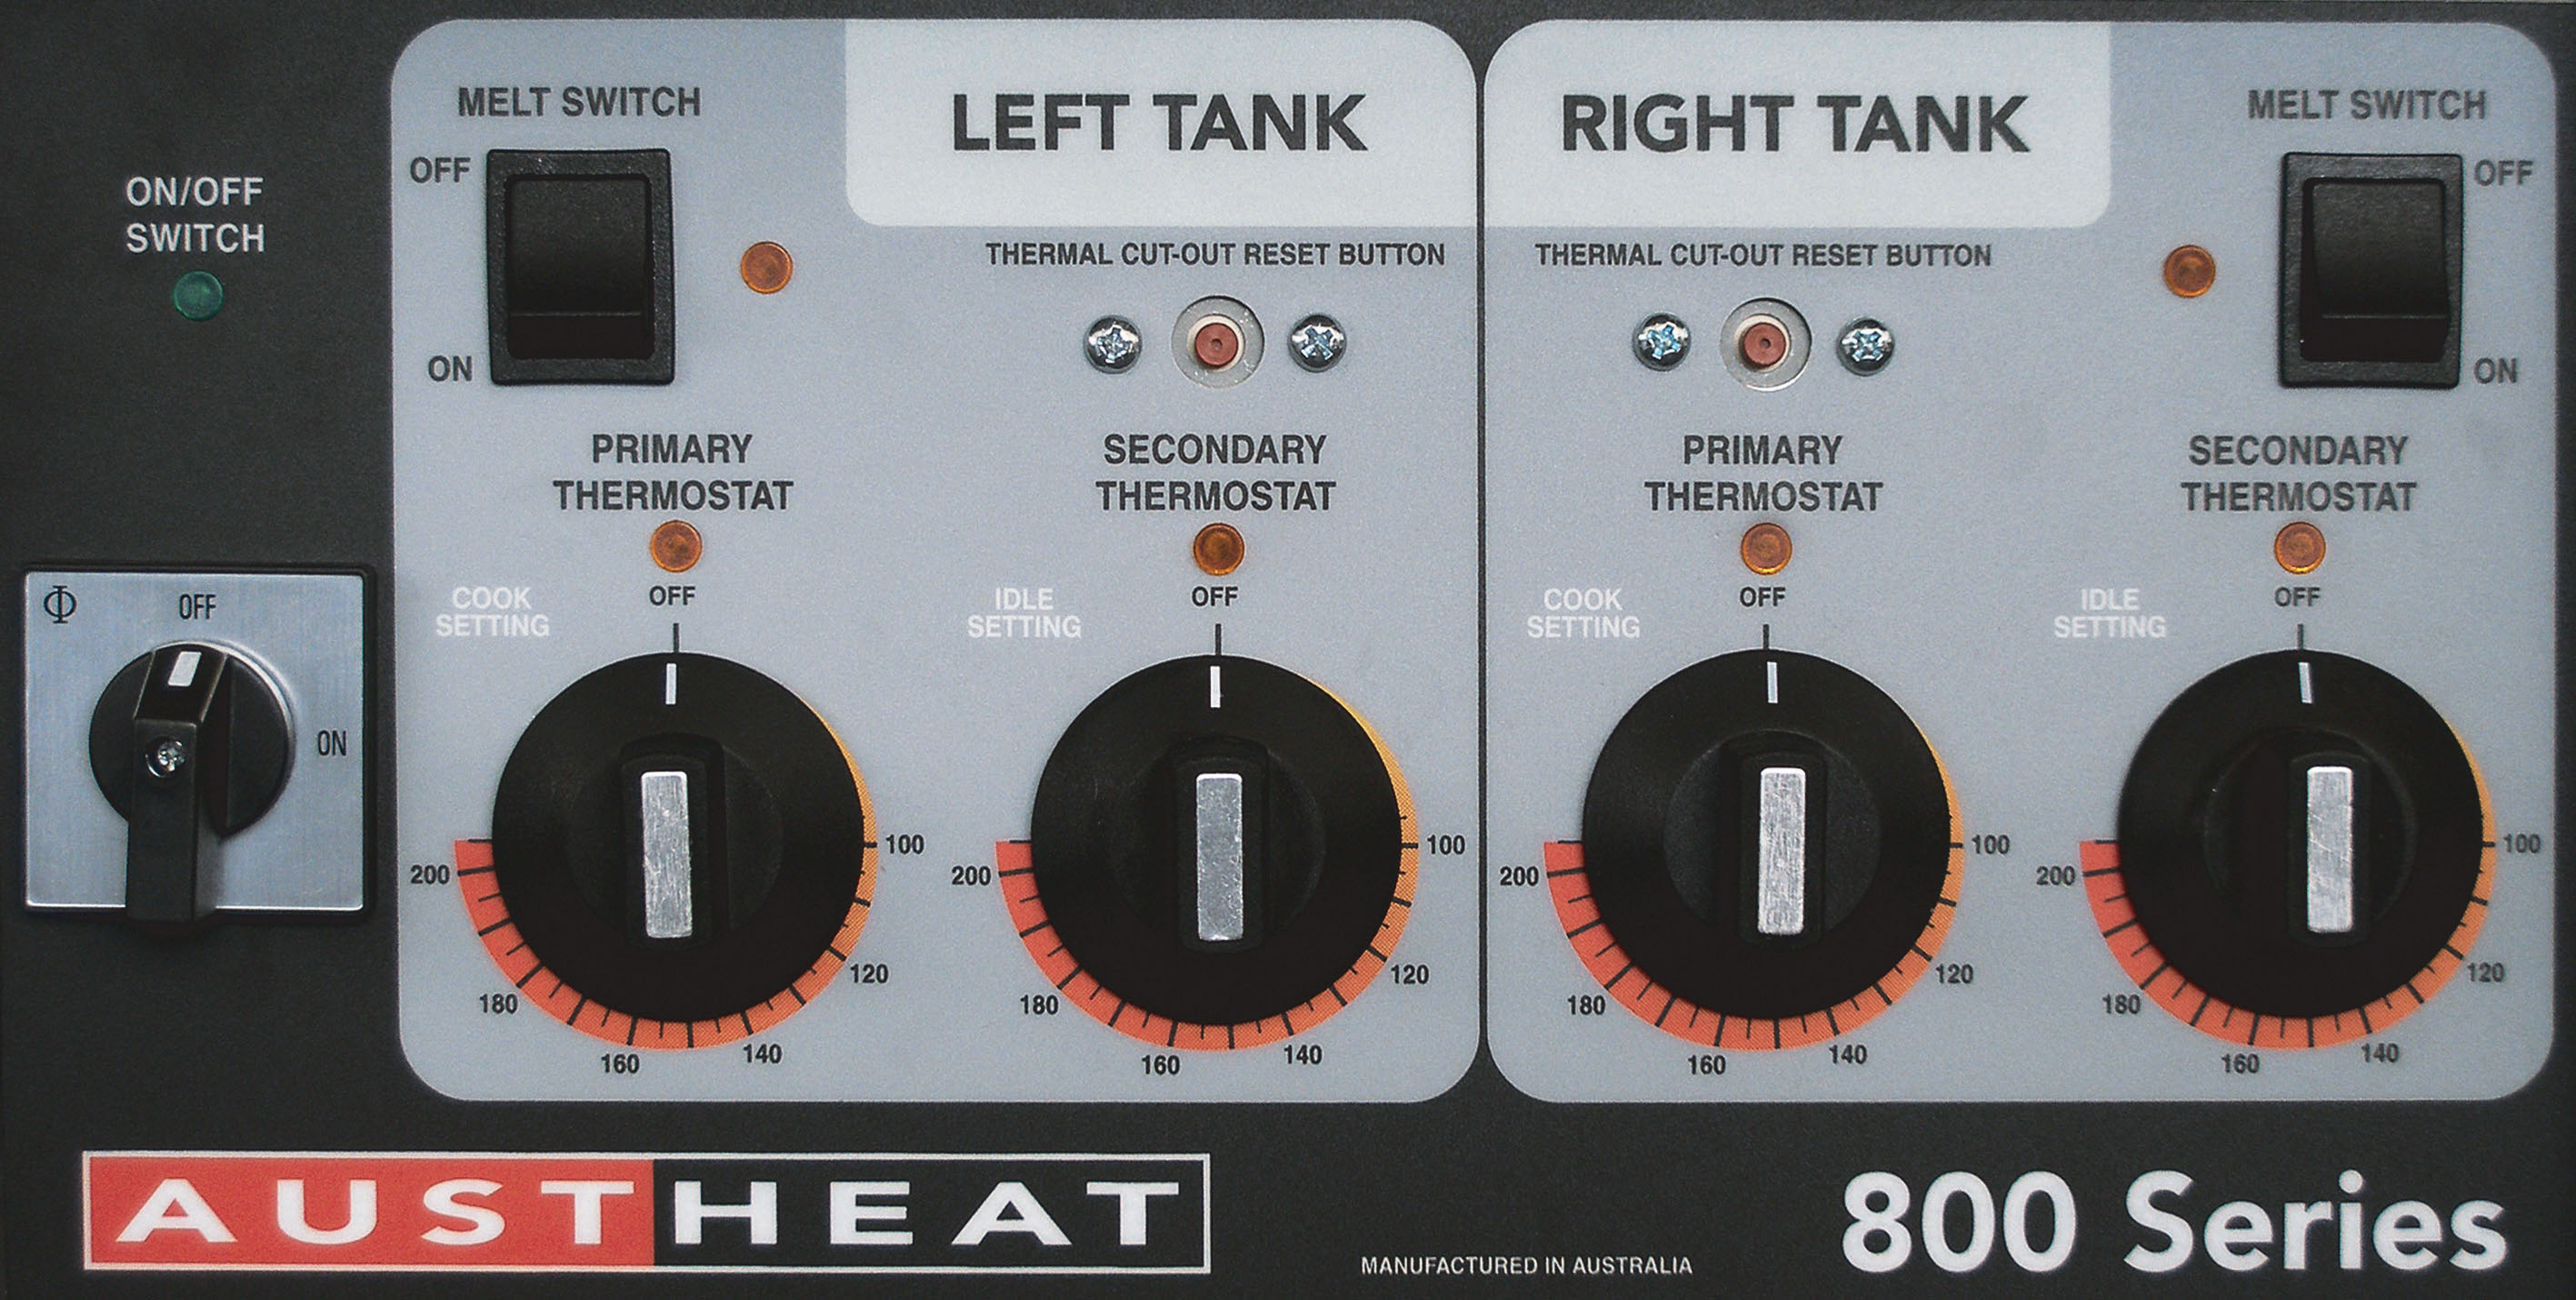 ON/OFF
SWITCH
Φ
OFF
ON
MELT SWITCH
OFF
ON
LEFT TANK
THERMAL CUT-OUT RESET BUTTON
PRIMARY
THERMOSTAT
COOK
SETTING
OFF
100
120
140
160
180
200
SECONDARY
THERMOSTAT
IDLE
SETTING
OFF
100
120
140
160
180
200
RIGHT TANK
MELT SWITCH
OFF
ON
THERMAL CUT-OUT RESET BUTTON
PRIMARY
THERMOSTAT
COOK
SETTING
OFF
100
120
140
160
180
200
SECONDARY
THERMOSTAT
IDLE
SETTING
OFF
100
120
140
160
180
200
AUSTHEAT
MANUFACTURED IN AUSTRALIA
800 Series